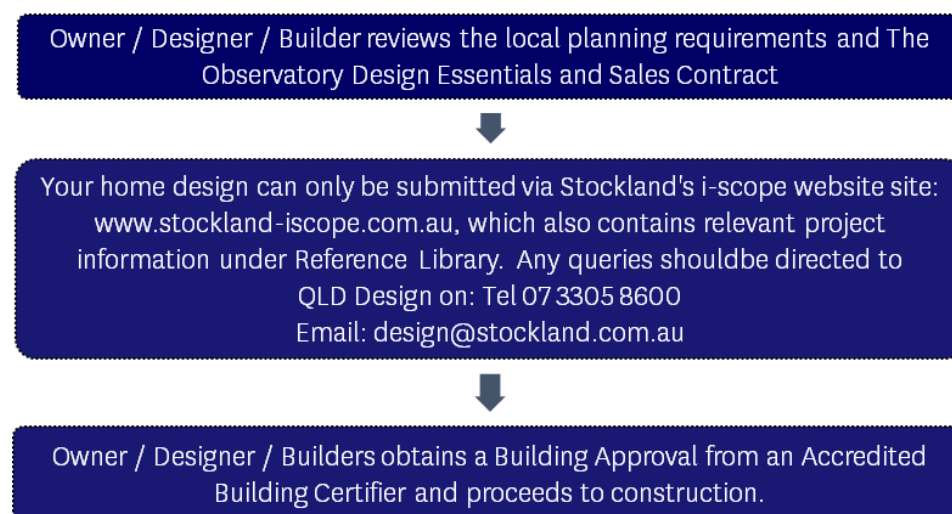 Owner / Designer / Builder reviews the local planning requirements and The
Observatory Design Essentials and Sales Contract
Your home design can only be submitted via Stockland's i-scope website site:
www.stockland-iscope.com.au, which also contains relevant project
information under Reference Library. Any queries shouldbe directed to
QLD Design on: Tel 07 3305 8600
Email: design@stockland.com.au
Owner / Designer / Builders obtains a Building Approval from an Accredited
Building Certifier and proceeds to construction.